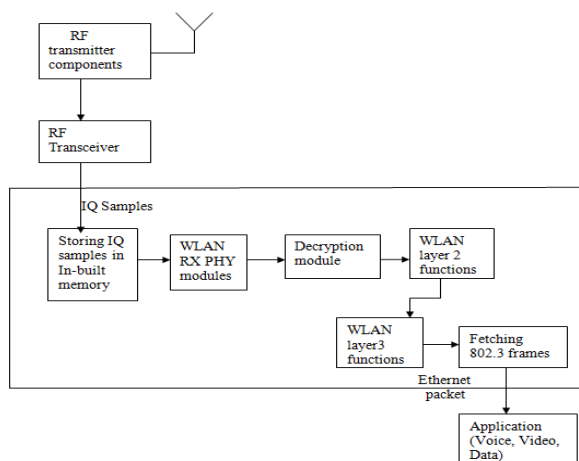 RF
transmitter
components
RF
Transceiver
IQ Samples
Storing IQ
samples in
In-built
memory
WLAN
RX PHY
modules
Decryption
module
WLAN
layer 2
functions
WLAN
layer3
functions
Fetching
802.3 frames
Ethernet
packet
Application
(Voice, Video,
Data)